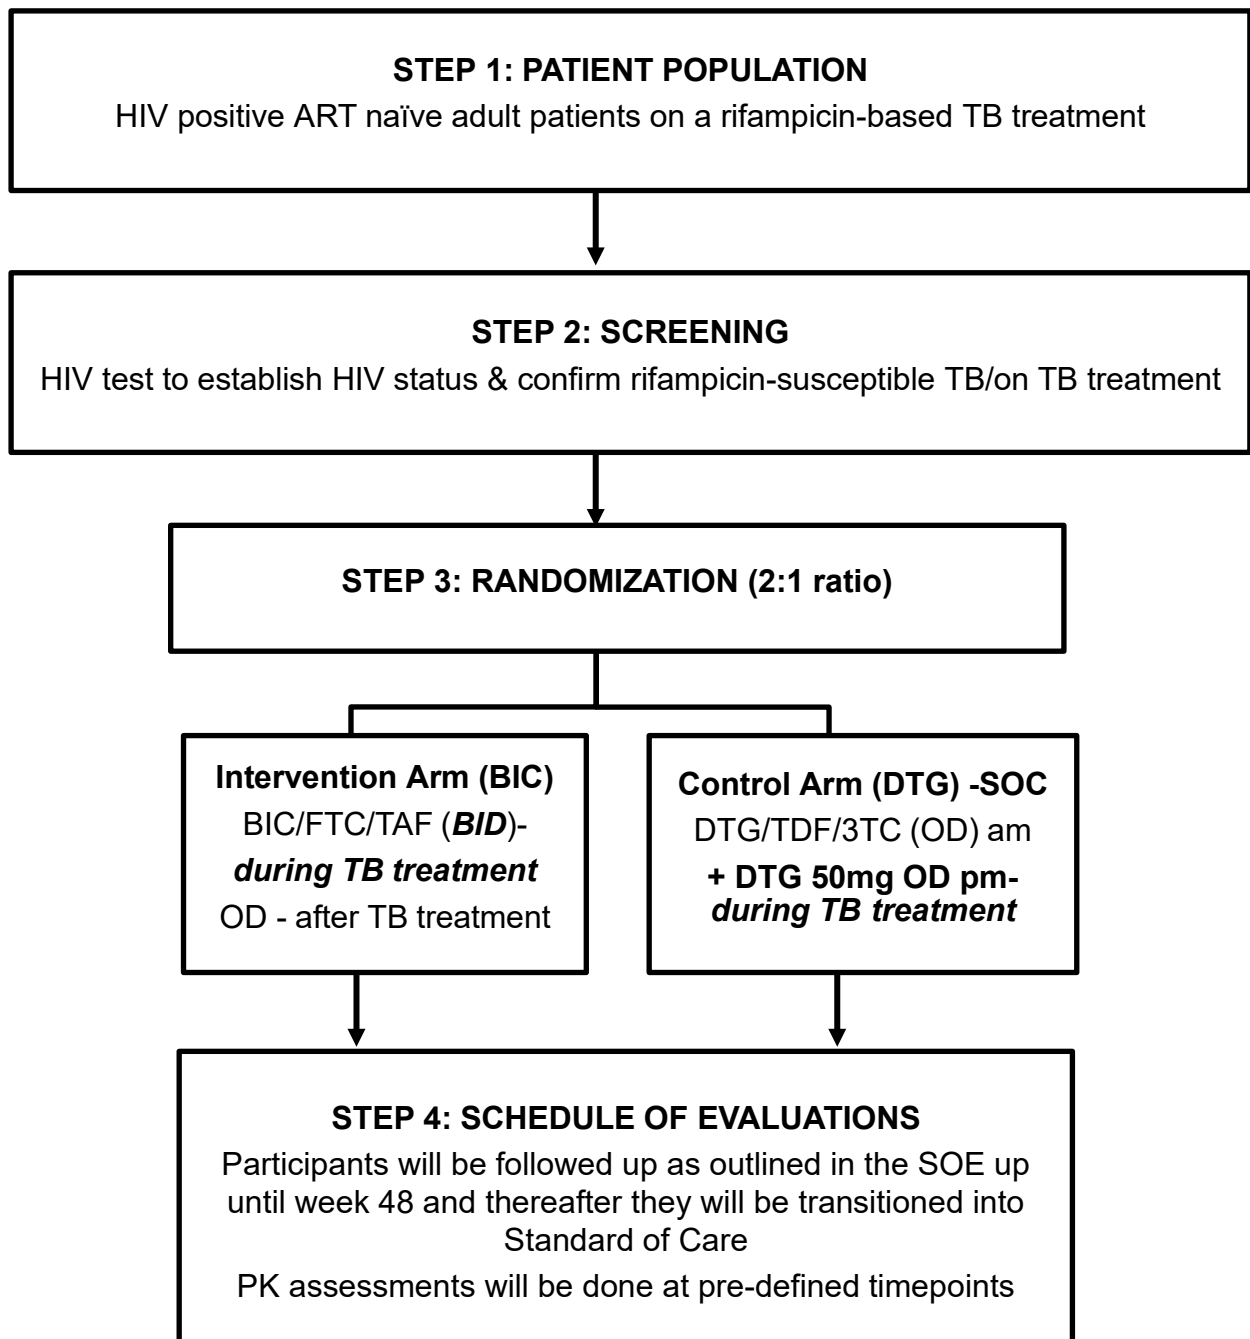 STEP 1: PATIENT POPULATION
HIV positive ART naïve adult patients on a rifampicin-based TB treatment
STEP 2: SCREENING
HIV test to establish HIV status & confirm rifampicin-susceptible TB/on TB treatment
STEP 3: RANDOMIZATION (2:1 ratio)
Intervention Arm (BIC)
BIC/FTC/TAF (BID)-
during TB treatment
OD - after TB treatment
Control Arm (DTG) -SOC
DTG/TDF/3TC (OD) am
+ DTG 50mg OD pm-
during TB treatment
STEP 4: SCHEDULE OF EVALUATIONS
Participants will be followed up as outlined in the SOE up
until week 48 and thereafter they will be transitioned into
Standard of Care
PK assessments will be done at pre-defined timepoints